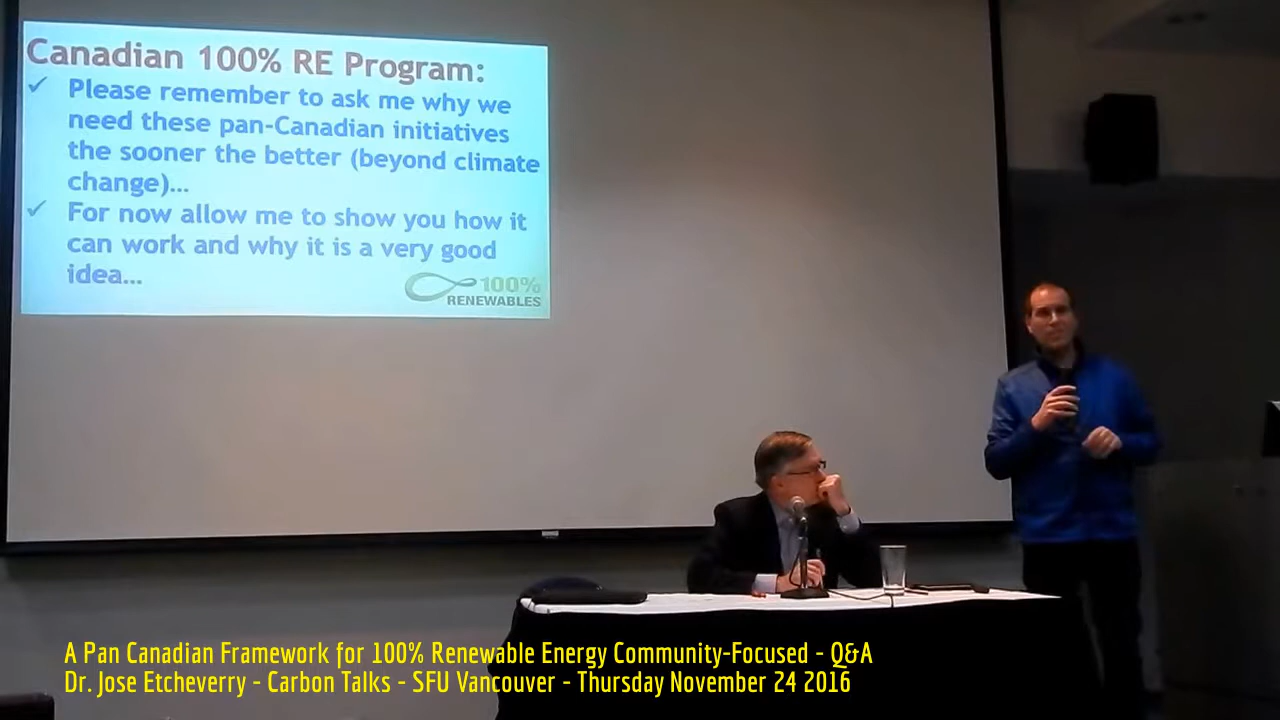 Canadian 100% RE Program:
✓ Please remember to ask me why we
need these pan-Canadian initiatives
the sooner the better (beyond climate
change)...
✓ For now allow me to show you how it
can work and why it is a very good
idea...
100%
RENEWABLES
A Pan Canadian Framework for 100% Renewable Energy Community-Focused - Q&A
Dr. Jose Etcheverry - Carbon Talks - SFU Vancouver - Thursday November 24 2016